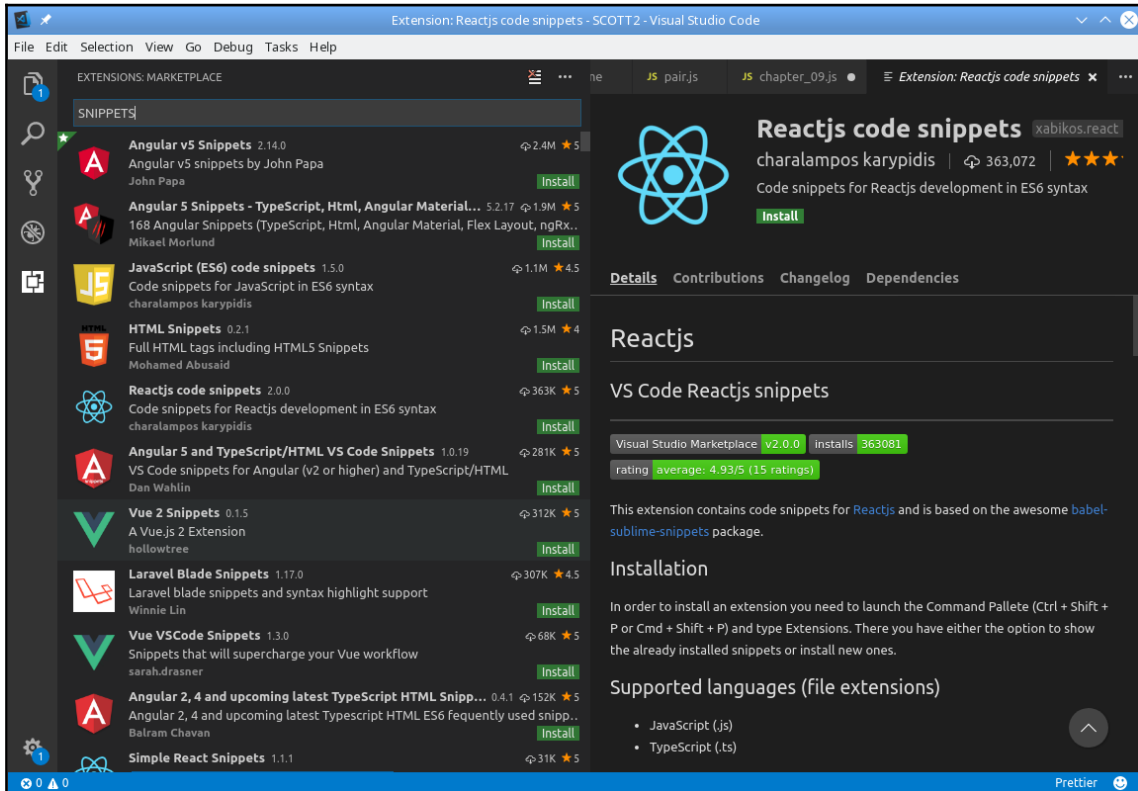 Extension: Reactjs code snippets - SCOTT2 - Visual Studio Code
File Edit Selection View Go Debug Tasks Help
1
EXTENSIONS: MARKETPLACE
SNIPPETS
Angular v5 Snippets 2.14.0 2.4M ★5
Angular v5 snippets by John Papa
John Papa Install
Angular 5 Snippets - TypeScript, Html, Angular Material... 5.2.17 1.9M ★5
168 Angular Snippets (TypeScript, Html, Angular Material, Flex Layout, ngRx..
Mikael Morlund Install
JS
JavaScript (ES6) code snippets 1.5.0 1.1M ★4.5
Code snippets for JavaScript in ES6 syntax
charalampos karypidis Install
HTML
5
HTML Snippets 0.2.1 1.5M ★4
Full HTML tags including HTML5 Snippets
Mohamed Abusaid Install
Reactjs code snippets 2.0.0 363K ★5
Code snippets for Reactjs development in ES6 syntax
charalampos karypidis Install
Angular 5 and TypeScript/HTML VS Code Snippets 1.0.19 281K ★5
VS Code snippets for Angular (v2 or higher) and TypeScript/HTML
Dan Wahlin Install
Vue 2 Snippets 0.1.5 312K ★5
A Vue.js 2 Extension
hollowtree Install
Laravel Blade Snippets 1.17.0 307K ★4.5
Laravel blade snippets and syntax highlight support
Winnie Lin Install
Vue VSCode Snippets 1.3.0 68K ★5
Snippets that will supercharge your Vue workflow
sarah.drasner Install
Angular 2, 4 and upcoming latest TypeScript HTML Snipp... 0.4.1 152K ★5
Angular 2, 4 and upcoming latest Typescript HTML ES6 fequently used snipp..
Balram Chavan Install
Simple React Snippets 1.1.1 31K ★5
1
ne JS pair.js JS chapter_09.js ● Extension: Reactjs code snippets × ...
Reactjs code snippets xabikos.react
charalampos karypidis | 363,072 | ★★★
Code snippets for Reactjs development in ES6 syntax
Install
Details Contributions Changelog Dependencies
Reactjs
VS Code Reactjs snippets
Visual Studio Marketplace v2.0.0 installs 363081
rating average: 4.93/5 (15 ratings)
This extension contains code snippets for Reactjs and is based on the awesome babel-
sublime-snippets package.
Installation
In order to install an extension you need to launch the Command Pallete (Ctrl + Shift +
P or Cmd + Shift + P) and type Extensions. There you have either the option to show
the already installed snippets or install new ones.
Supported languages (file extensions)
• JavaScript (.js)
• TypeScript (.ts)
0 0 Prettier